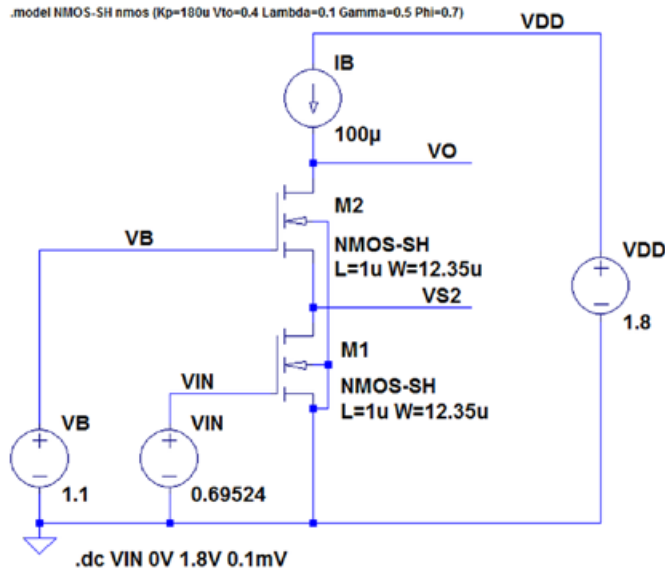 .model NMOS-SH nmos (Kp=180u Vto=0.4 Lambda=0.1 Gamma=0.5 Phi=0.7)
VDD
IB
100µ
VO
M2
VB
NMOS-SH
L=1u W=12.35u
VDD
VS2
1.8
M1
VIN
NMOS-SH
L=1u W=12.35u
VB
VIN
1.1
0.69524
.dc VIN 0V 1.8V 0.1mV